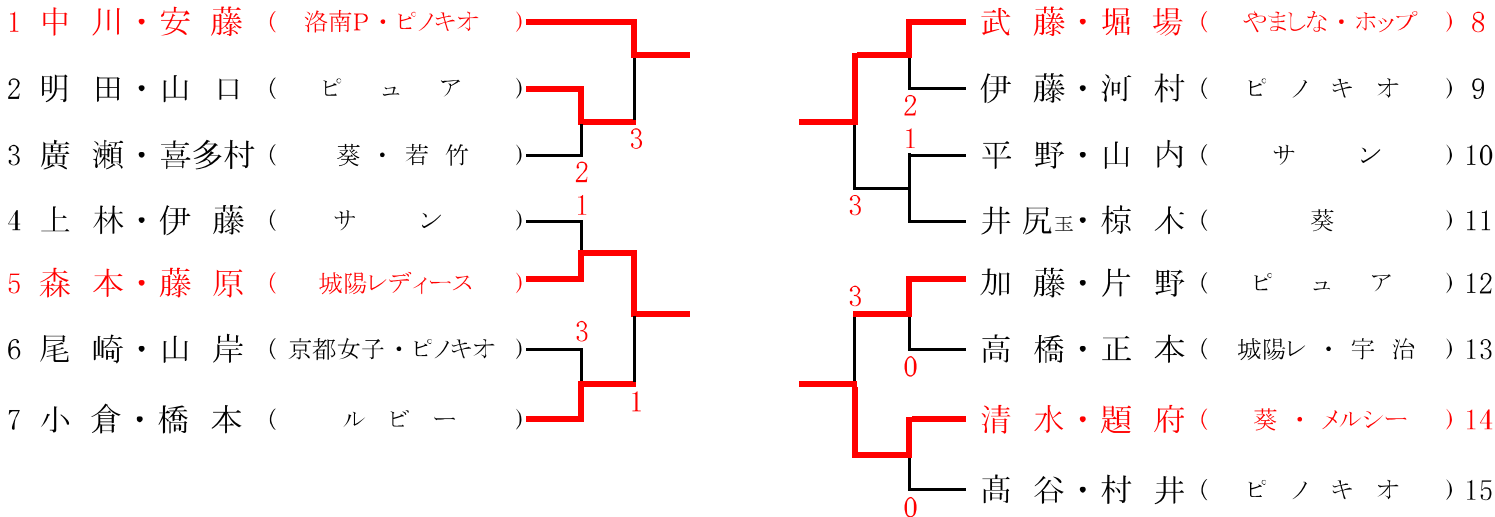 1 中川・安藤（ 洛南P・ピノキオ ）
2 明田・山口（ ピュア ）
3 廣瀬・喜多村（ 葵・若竹 ）
4 上林・伊藤（ サン ）
5 森本・藤原（ 城陽レディース ）
6 尾崎・山岸（ 京都女子・ピノキオ ）
7 小倉・橋本（ ルビー ）
3
2
1
3
1
武藤・堀場（ やましな・ホップ ）8
伊藤・河村（ ピノキオ ）9
平野・山内（ サン ）10
井尻玉・椋木（ 葵 ）11
加藤・片野（ ピュア ）12
高橋・正本（ 城陽レ・宇治 ）13
清水・題府（ 葵・メルシー ）14
髙谷・村井（ ピノキオ ）15
2
1
3
3
0
0